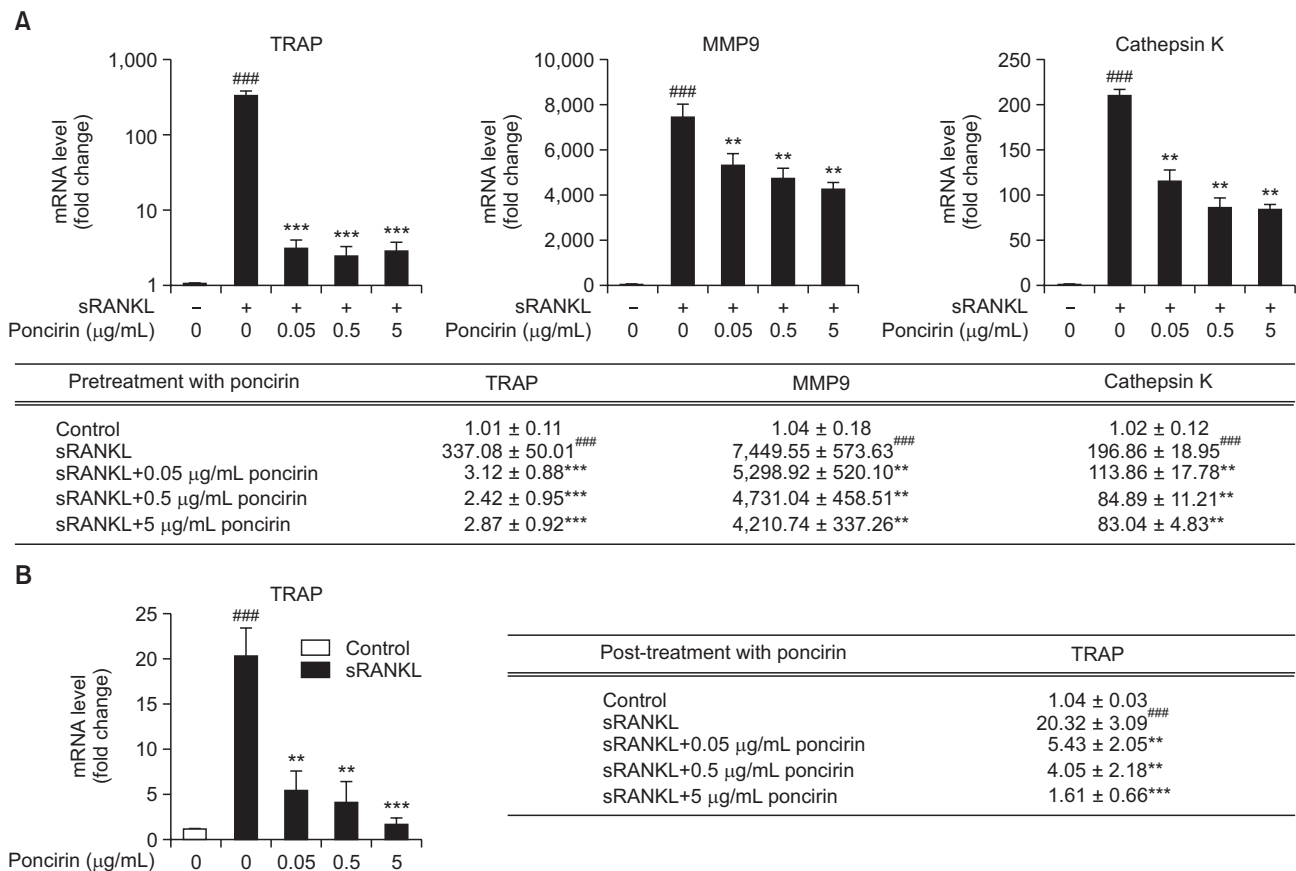 A
TRAP
1,000
100
10
1
mRNA level
(fold change)
###
***
***
***
sRANKL – + + + +
Poncirin (μg/mL) 0 0 0.05 0.5 5
MMP9
10,000
8,000
6,000
4,000
2,000
0
mRNA level
(fold change)
###
**
**
**
sRANKL – + + + +
Poncirin (μg/mL) 0 0 0.05 0.5 5
Cathepsin K
250
200
150
100
50
0
mRNA level
(fold change)
###
**
**
**
sRANKL – + + + +
Poncirin (μg/mL) 0 0 0.05 0.5 5
Pretreatment with poncirin TRAP MMP9 Cathepsin K
Control 1.01 ± 0.11 1.04 ± 0.18 1.02 ± 0.12
sRANKL 337.08 ± 50.01### 7,449.55 ± 573.63### 196.86 ± 18.95###
sRANKL+0.05 μg/mL poncirin 3.12 ± 0.88*** 5,298.92 ± 520.10** 113.86 ± 17.78**
sRANKL+0.5 μg/mL poncirin 2.42 ± 0.95*** 4,731.04 ± 458.51** 84.89 ± 11.21**
sRANKL+5 μg/mL poncirin 2.87 ± 0.92*** 4,210.74 ± 337.26** 83.04 ± 4.83**
B
TRAP
25
20
15
10
5
0
mRNA level
(fold change)
###
**
**
***
Control
sRANKL
Poncirin (μg/mL) 0 0 0.05 0.5 5
Post-treatment with poncirin TRAP
Control 1.04 ± 0.03
sRANKL 20.32 ± 3.09###
sRANKL+0.05 μg/mL poncirin 5.43 ± 2.05**
sRANKL+0.5 μg/mL poncirin 4.05 ± 2.18**
sRANKL+5 μg/mL poncirin 1.61 ± 0.66***